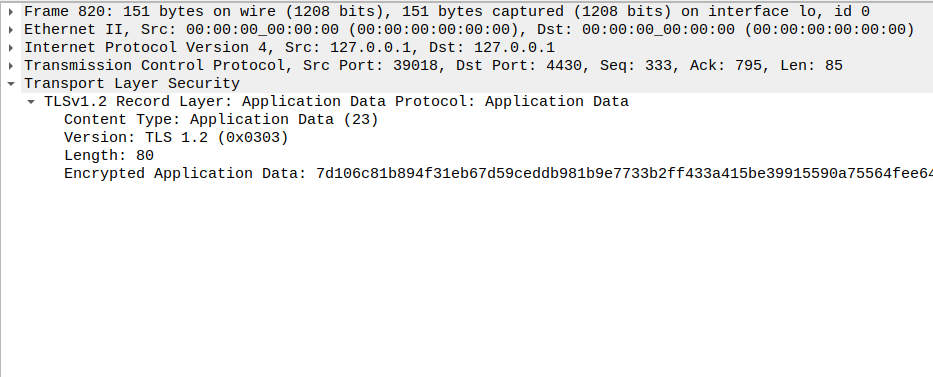 Frame 820: 151 bytes on wire (1208 bits), 151 bytes captured (1208 bits) on interface lo, id 0
Ethernet II, Src: 00:00:00_00:00:00 (00:00:00:00:00:00), Dst: 00:00:00_00:00:00 (00:00:00:00:00:00)
Internet Protocol Version 4, Src: 127.0.0.1, Dst: 127.0.0.1
Transmission Control Protocol, Src Port: 39018, Dst Port: 4430, Seq: 333, Ack: 795, Len: 85
Transport Layer Security
TLSv1.2 Record Layer: Application Data Protocol: Application Data
Content Type: Application Data (23)
Version: TLS 1.2 (0x0303)
Length: 80
Encrypted Application Data: 7d106c81b894f31eb67d59ceddb981b9e7733b2ff433a415be39915590a75564fee64